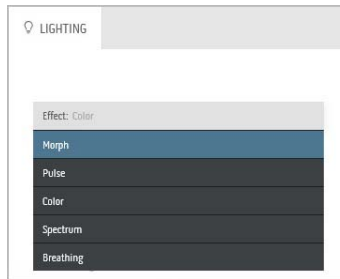 LIGHTING
Effect: Color
Morph
Pulse
Color
Spectrum
Breathing